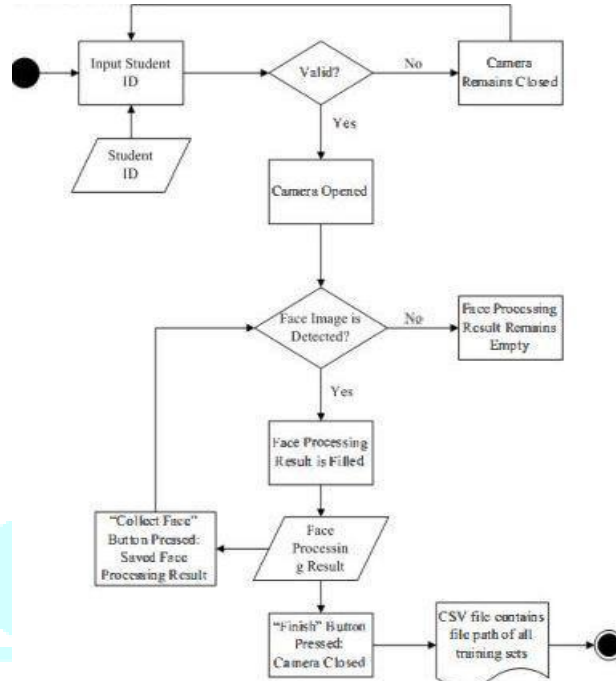 Input Student
ID
Valid?
No
Camera
Remains Closed
Student
ID
Yes
Camera Opened
Face Image is
Detected?
No
Face Processing
Result Remains
Empty
Yes
Face Processing
Result is Filled
"Collect Face"
Button Pressed:
Saved Face
Processing Result
Face
Processin
g Result
"Finish" Button
Pressed:
Camera Closed
CSV file contains
file path of all
training sets